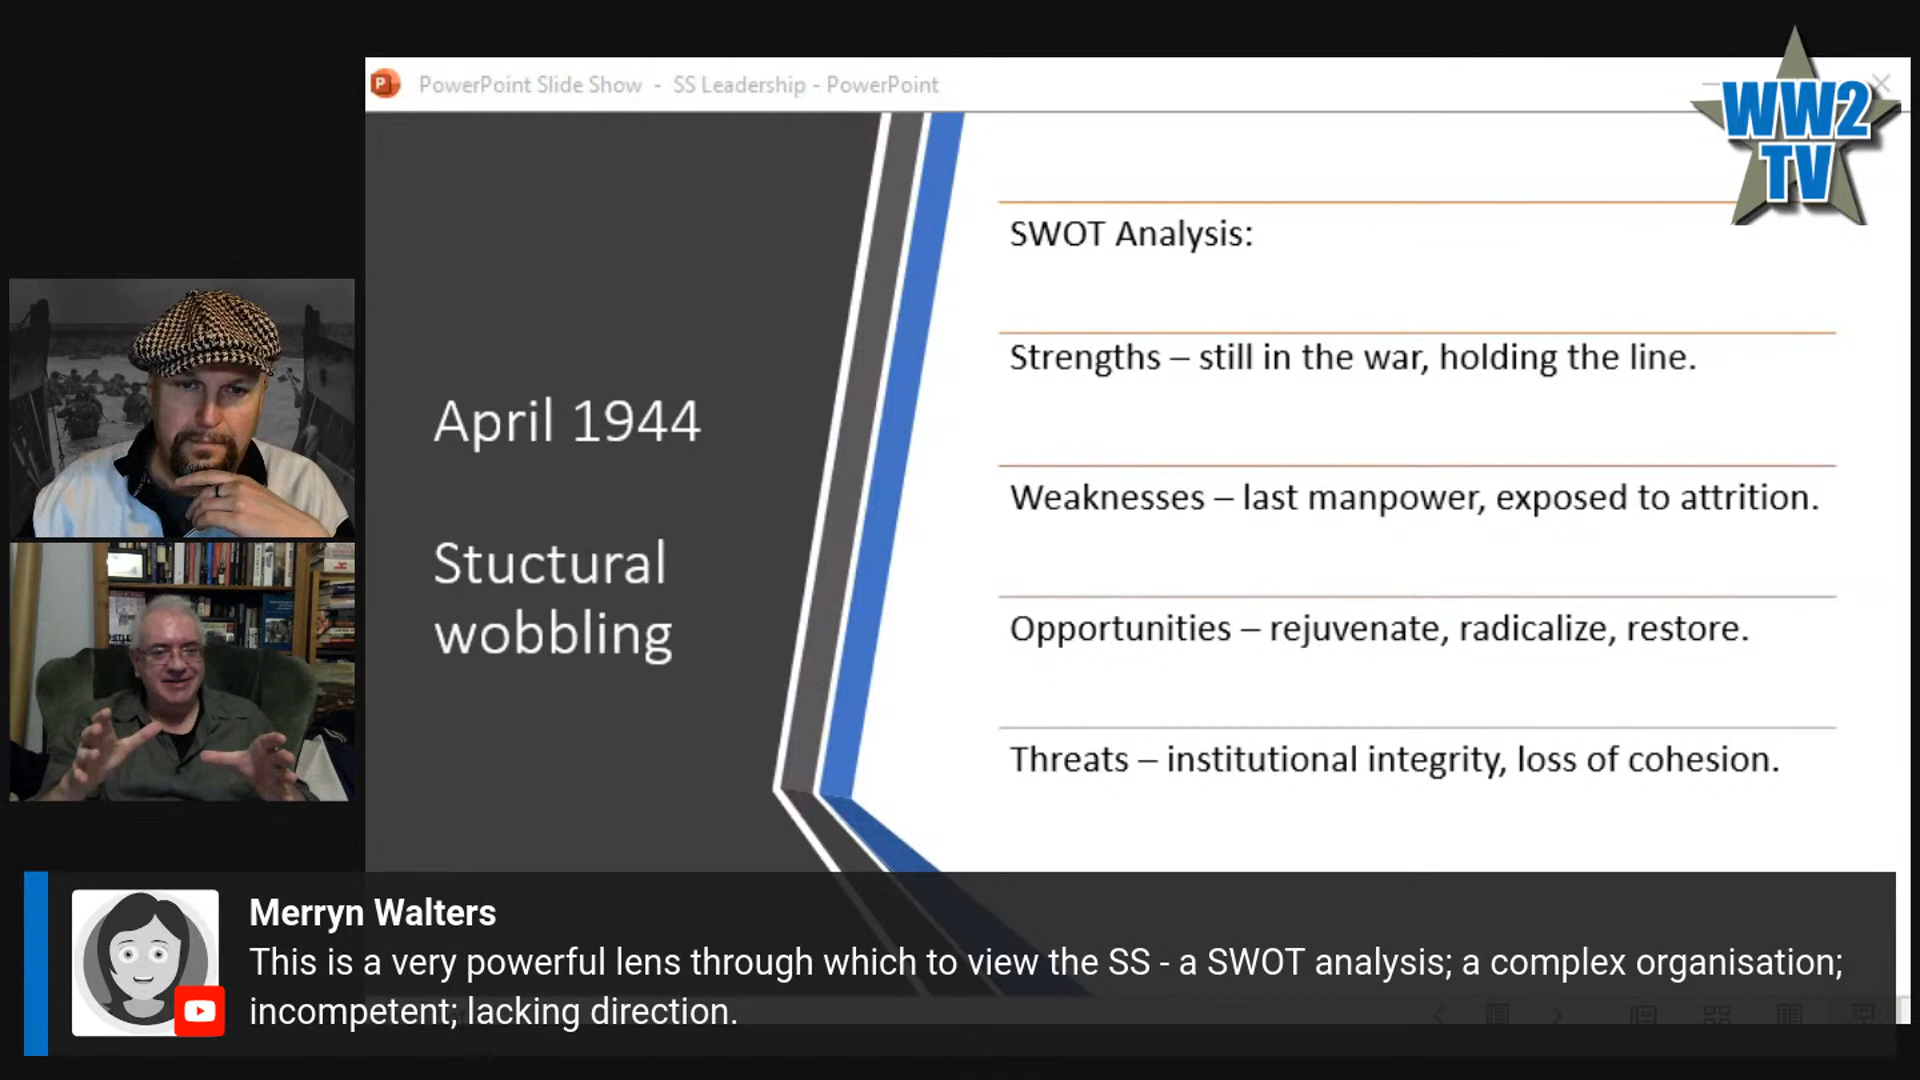 PowerPoint Slide Show - SS Leadership - PowerPoint
WW2
TV
April 1944
Stuctural
wobbling
SWOT Analysis:
Strengths – still in the war, holding the line.
Weaknesses – last manpower, exposed to attrition.
Opportunities – rejuvenate, radicalize, restore.
Threats – institutional integrity, loss of cohesion.
Merryn Walters
This is a very powerful lens through which to view the SS - a SWOT analysis; a complex organisation;
incompetent; lacking direction.